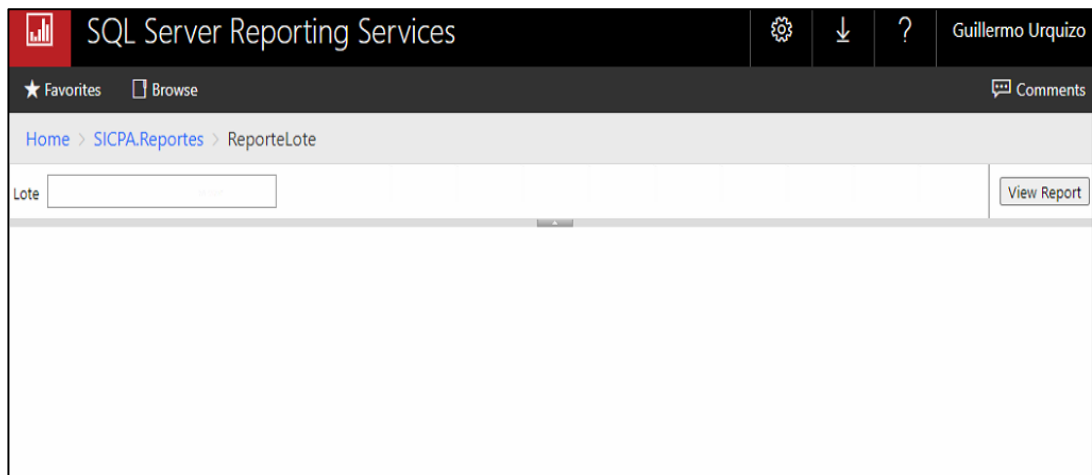 SQL Server Reporting Services
? Guillermo Urquizo
Favorites Browse Comments
Home > SICPA.Reportes > ReporteLote
Lote View Report